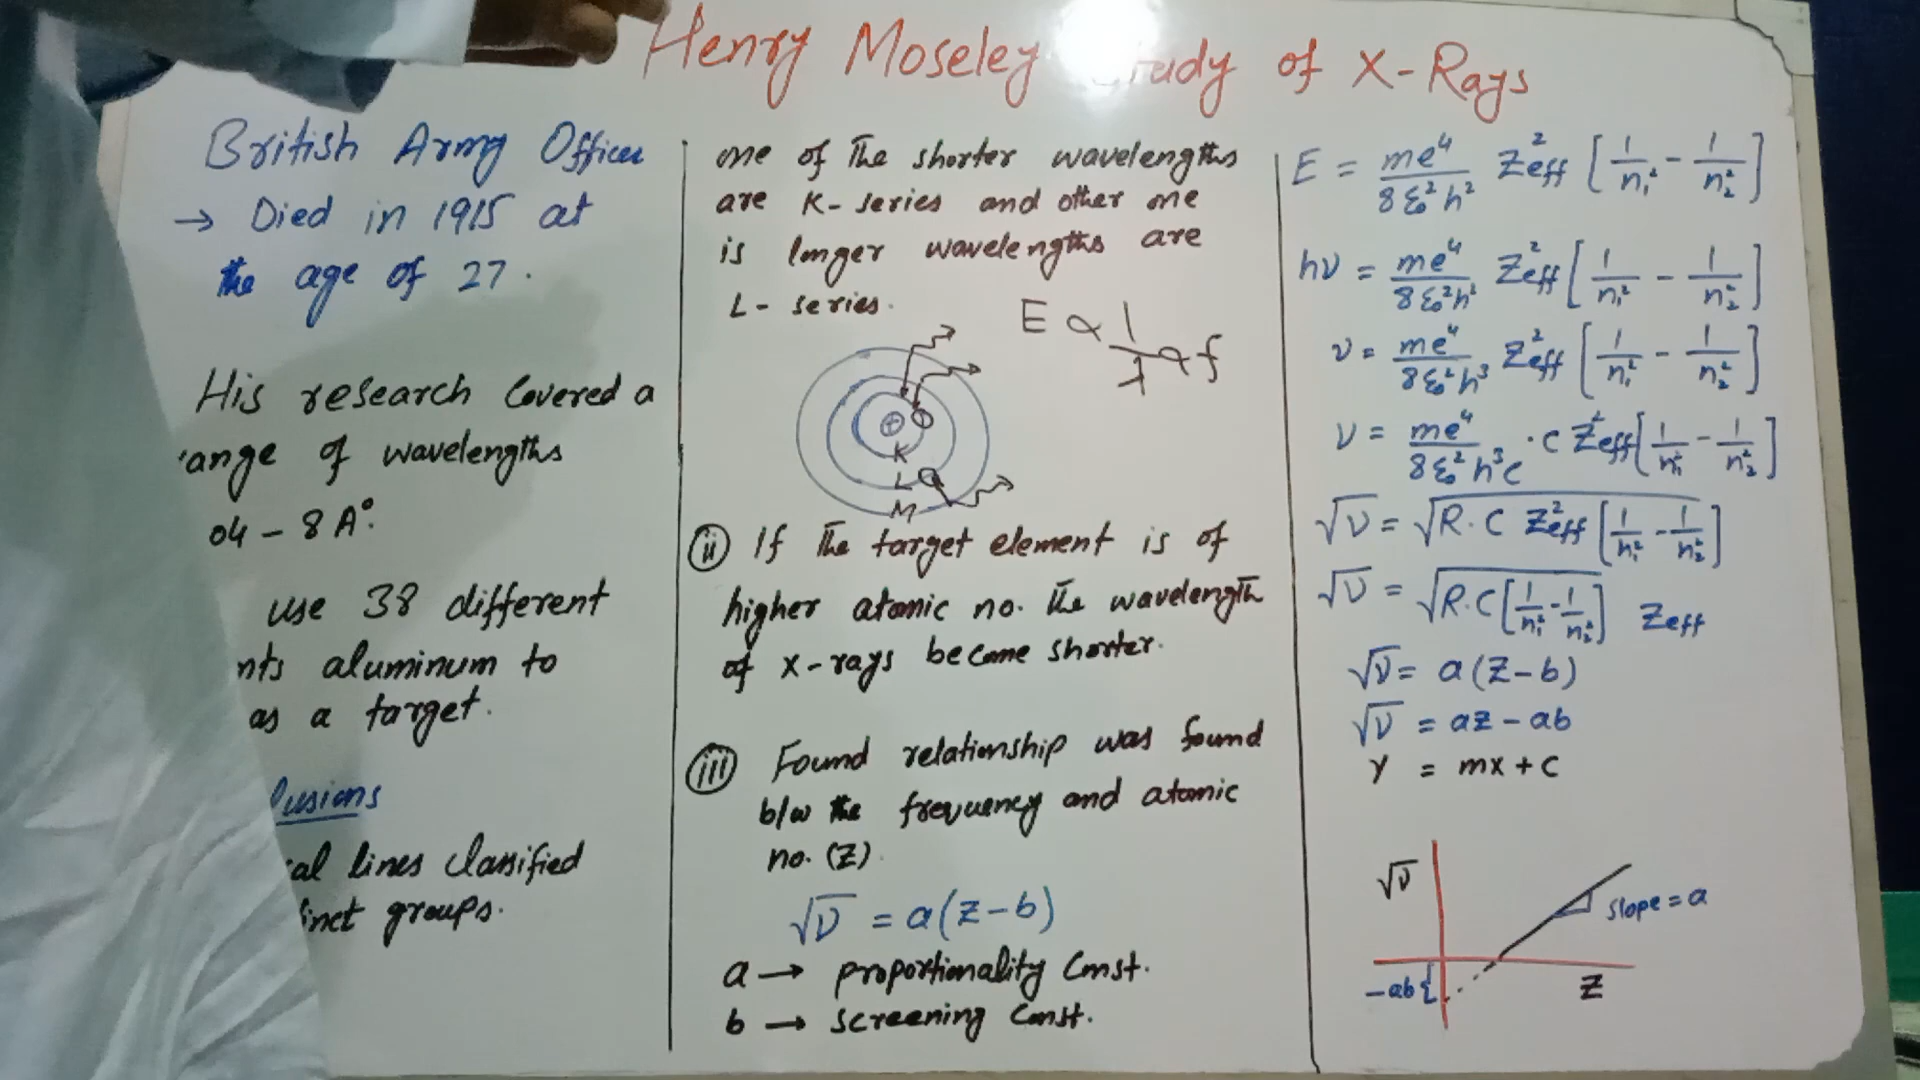 Henry Moseley Study of X-Rays
British Army Officer
→ Died in 1915 at
the age of 27.
His research Covered a
range of wavelengths
04 - 8 A°.
use 38 different
nts aluminum to
as a target.
lusions
al lines classified
inct groups.
one of the shorter wavelengths
are K-series and other one
is longer wavelengths are
L-series.
E ∝ 1/λ ∝ f
K
L
M
(ii) If the target element is of
higher atomic no. the wavelength
of x-rays become shorter.
(iii) Found relationship was found
b/w the frequency and atomic
no. (Z)
√ν = a(Z-b)
a → proportionality Const.
b → screening Const.
E = me⁴/8ε₀²h² Z²eff [1/n₁² - 1/n₂²]
hν = me⁴/8ε₀²h² Z²eff [1/n₁² - 1/n₂²]
ν = me⁴/8ε₀²h³ Z²eff [1/n₁² - 1/n₂²]
ν = me⁴/8ε₀²h³c · C Z²eff [1/n₁² - 1/n₂²]
√ν = √R·C Z²eff [1/n₁² - 1/n₂²]
√ν = √R·C [1/n₁² - 1/n₂²] Zeff
√ν = a(Z-b)
√ν = aZ - ab
Y = mx + C
√ν
slope = a
-ab{
Z